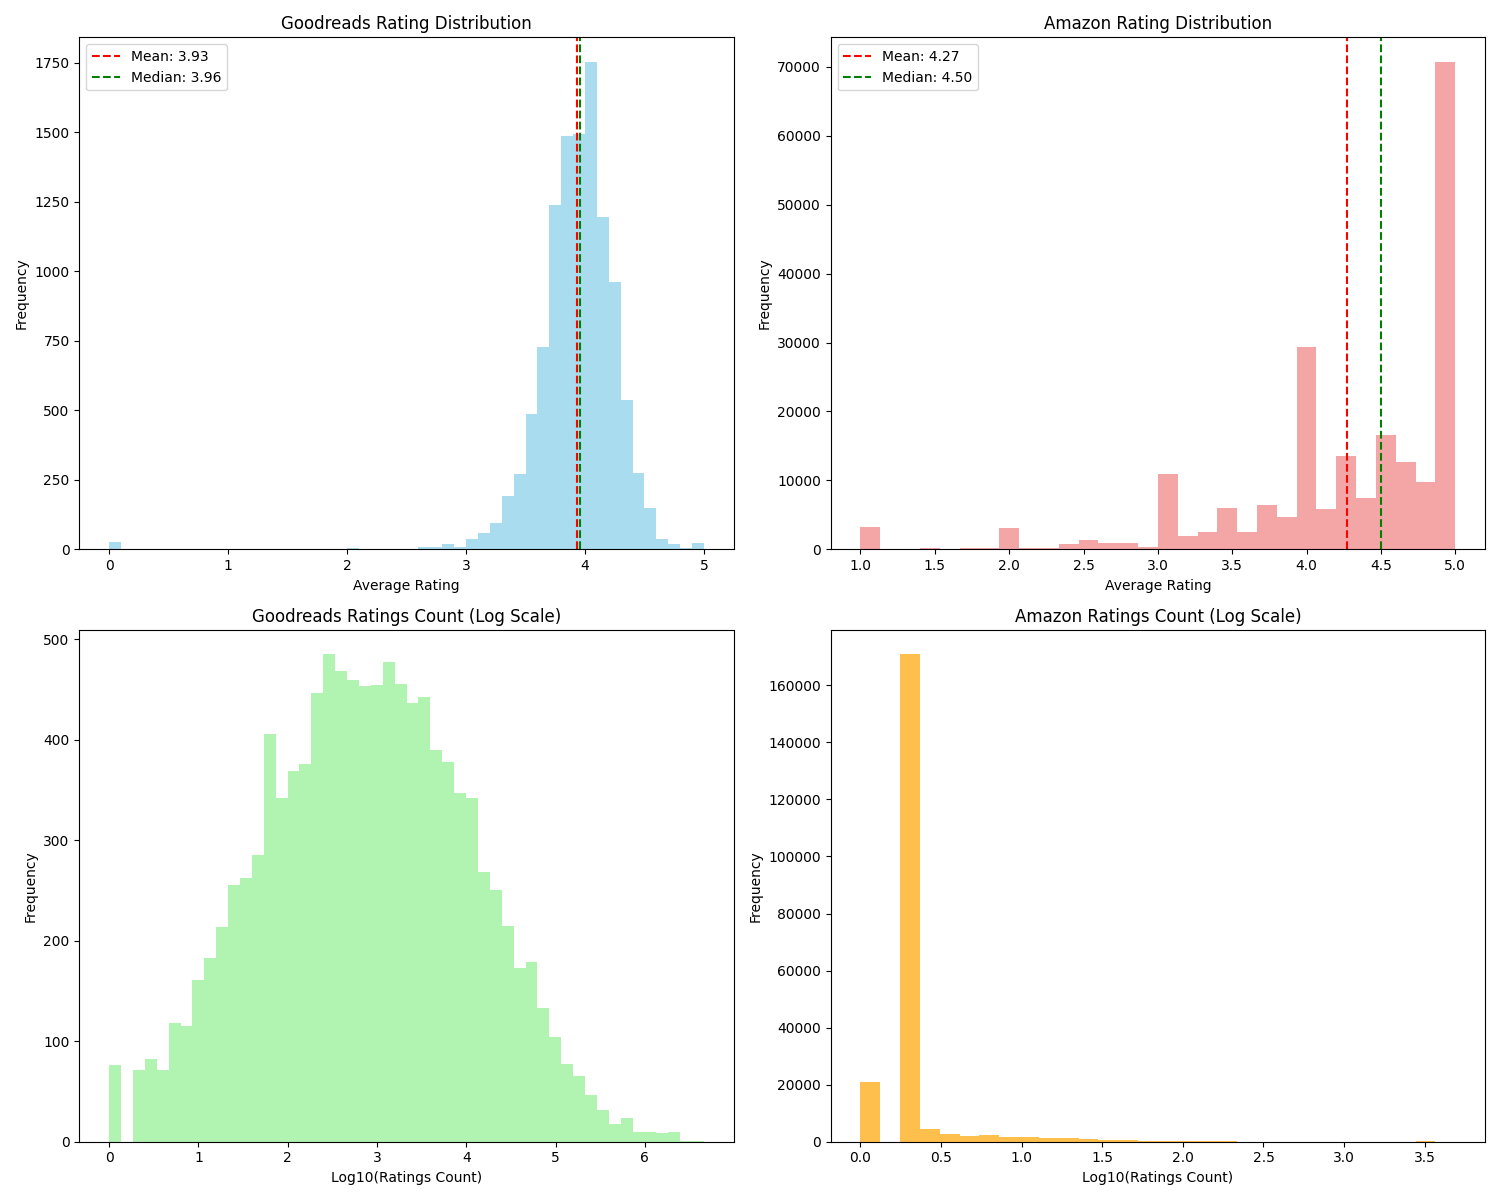 Goodreads Rating Distribution
Mean: 3.93
Median: 3.96
1750
1500
1250
1000
750
500
250
0
Frequency
0 1 2 3 4 5
Average Rating
Amazon Rating Distribution
Mean: 4.27
Median: 4.50
70000
60000
50000
40000
30000
20000
10000
0
Frequency
1.0 1.5 2.0 2.5 3.0 3.5 4.0 4.5 5.0
Average Rating
Goodreads Ratings Count (Log Scale)
500
400
300
200
100
0
Frequency
0 1 2 3 4 5 6
Log10(Ratings Count)
Amazon Ratings Count (Log Scale)
160000
140000
120000
100000
80000
60000
40000
20000
0
Frequency
0.0 0.5 1.0 1.5 2.0 2.5 3.0 3.5
Log10(Ratings Count)